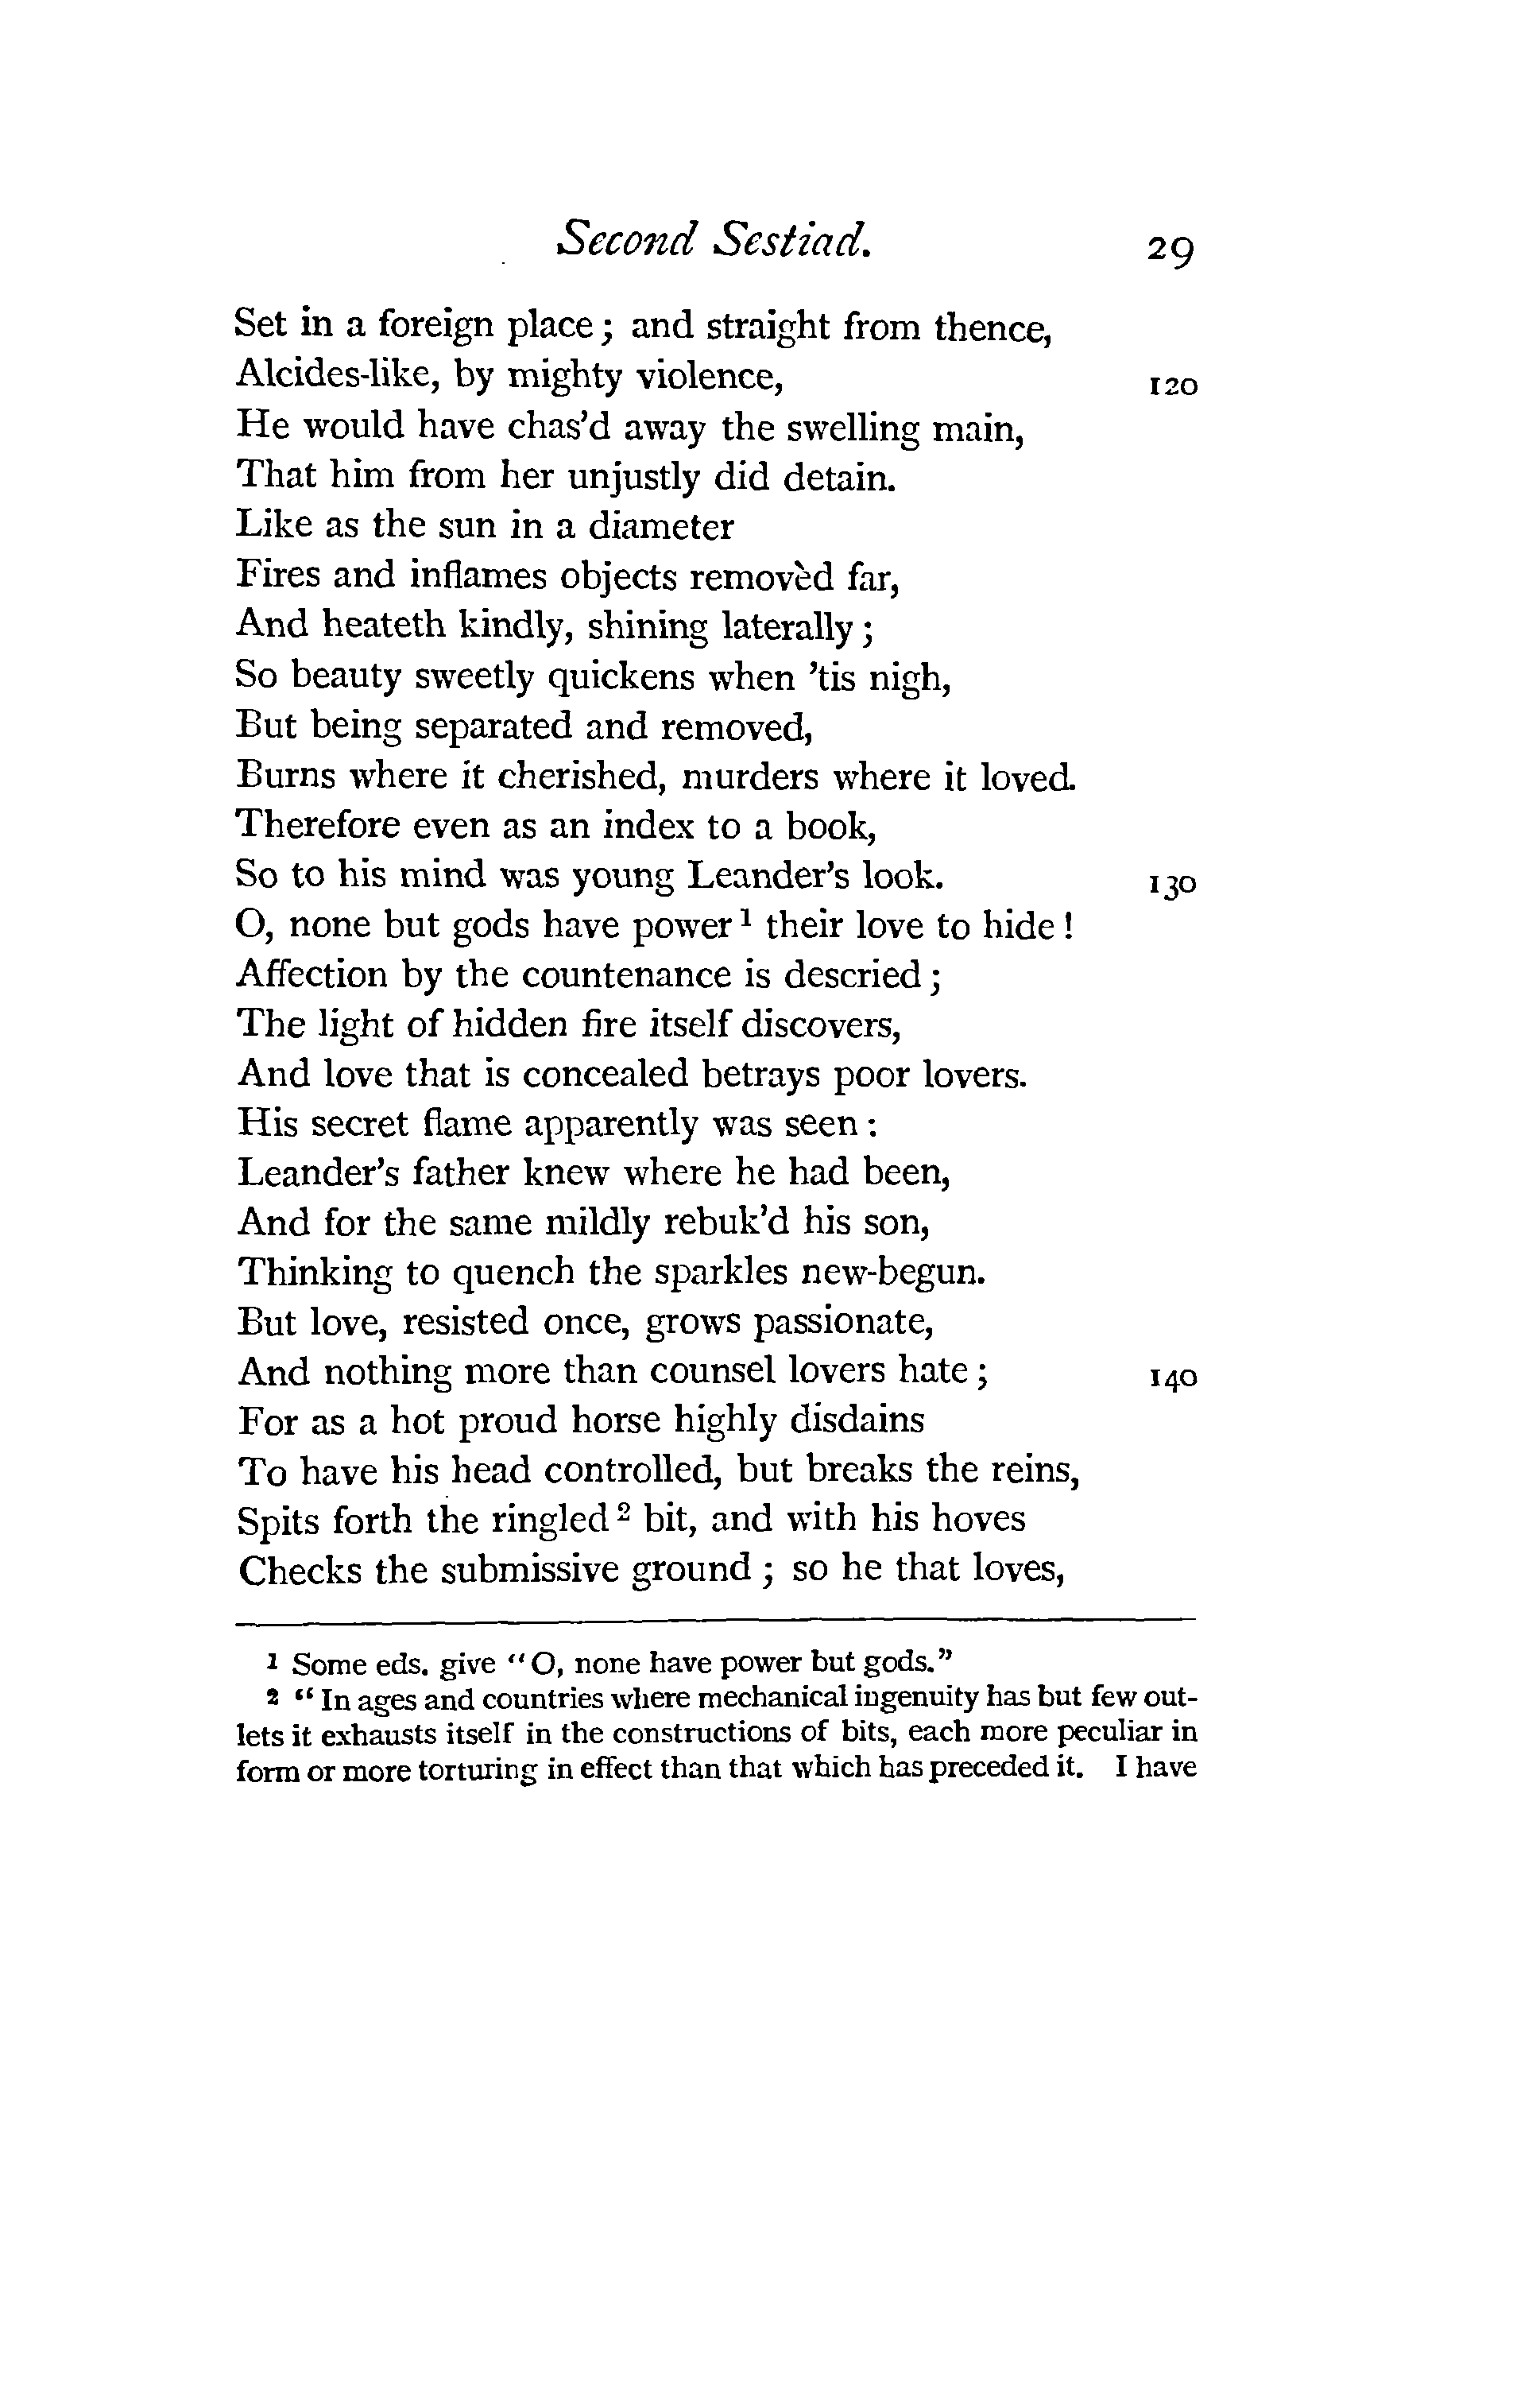 Second Sestiad. 29
Set in a foreign place; and straight from thence,
Alcides-like, by mighty violence, 120
He would have chas'd away the swelling main,
That him from her unjustly did detain.
Like as the sun in a diameter
Fires and inflames objects removèd far,
And heateth kindly, shining laterally;
So beauty sweetly quickens when 'tis nigh,
But being separated and removed,
Burns where it cherished, murders where it loved.
Therefore even as an index to a book,
So to his mind was young Leander's look. 130
O, none but gods have power¹ their love to hide!
Affection by the countenance is descried;
The light of hidden fire itself discovers,
And love that is concealed betrays poor lovers.
His secret flame apparently was seen:
Leander's father knew where he had been,
And for the same mildly rebuk'd his son,
Thinking to quench the sparkles new-begun.
But love, resisted once, grows passionate,
And nothing more than counsel lovers hate; 140
For as a hot proud horse highly disdains
To have his head controlled, but breaks the reins,
Spits forth the ringled² bit, and with his hoves
Checks the submissive ground; so he that loves,
¹ Some eds. give "O, none have power but gods."
² "In ages and countries where mechanical ingenuity has but few out-
lets it exhausts itself in the constructions of bits, each more peculiar in
form or more torturing in effect than that which has preceded it. I have